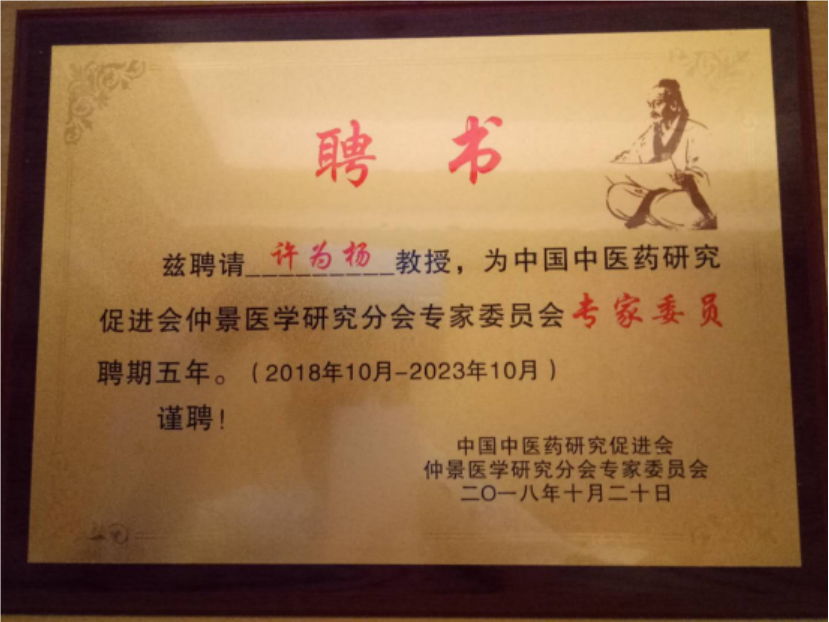 聘 书
兹聘请 许为杨 教授，为中国中医药研究
促进会仲景医学研究分会专家委员会专家委员
聘期五年。（2018年10月-2023年10月）
谨聘！
中国中医药研究促进会
仲景医学研究分会专家委员会
二〇一八年十月二十日